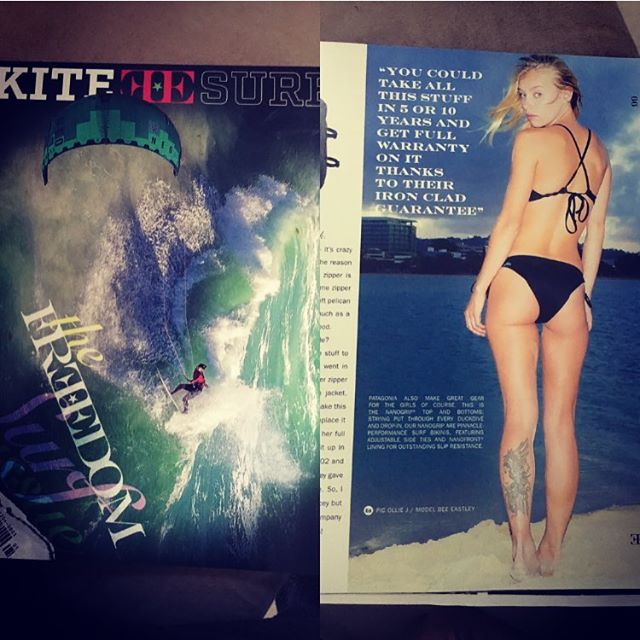 KITE SURF
the
FREEDOM
"YOU COULD
TAKE ALL
THIS STUFF
IN 5 OR 10
YEARS AND
GET FULL
WARRANTY
ON IT
THANKS
TO THEIR
IRON CLAD
GUARANTEE"
it's crazy
he reason
zipper is
me zipper
ft pelican
uch as a
od.
e?
stuff to
went in
er zipper
jacket.
ake this
place it
her full
t up in
02 and
ey gave
. So, I
ey but
mpany
PATAGONIA ALSO MAKE GREAT GEAR
FOR THE GIRLS OF COURSE. THIS IS
THE NANOGRIP TOP AND BOTTOMS;
STAYING PUT THROUGH EVERY DUCKDIVE
AND DROP-IN, OUR NANOGRIP ARE PINNACLE-
PERFORMANCE SURF BIKINIS, FEATURING
ADJUSTABLE SIDE TIES AND NANOFRONT
LINING FOR OUTSTANDING SLIP RESISTANCE.
PIC OLLIE J / MODEL BEE EASTLEY